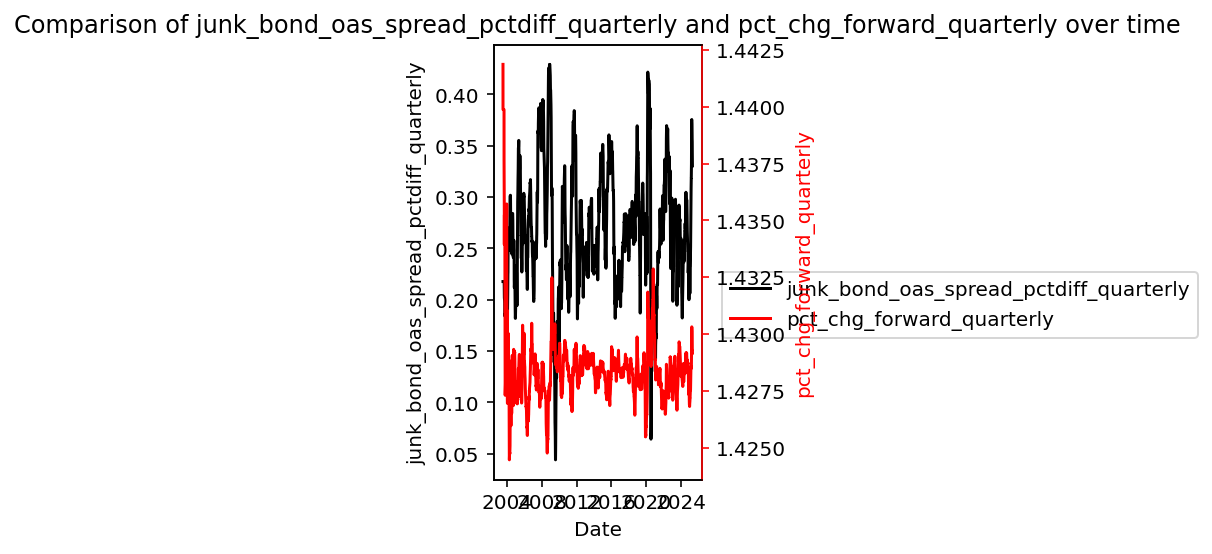 Comparison of junk_bond_oas_spread_pctdiff_quarterly and pct_chg_forward_quarterly over time
junk_bond_oas_spread_pctdiff_quarterly
0.40
0.35
0.30
0.25
0.20
0.15
0.10
0.05
1.4425
1.4400
1.4375
1.4350
1.4325
1.4300
1.4275
1.4250
pct_chg_forward_quarterly
junk_bond_oas_spread_pctdiff_quarterly
pct_chg_forward_quarterly
2004 2008 2012 2016 2020 2024
Date